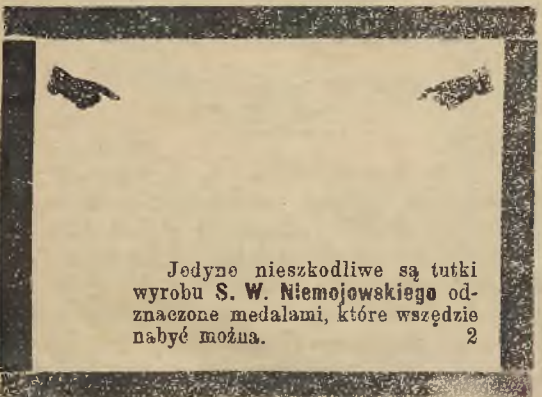 Jedyne nieszkodliwe są tutki
wyrobu S. W. Niemojowskiego od-
znaczone medalami, które wszędzie
nabyć można. 2